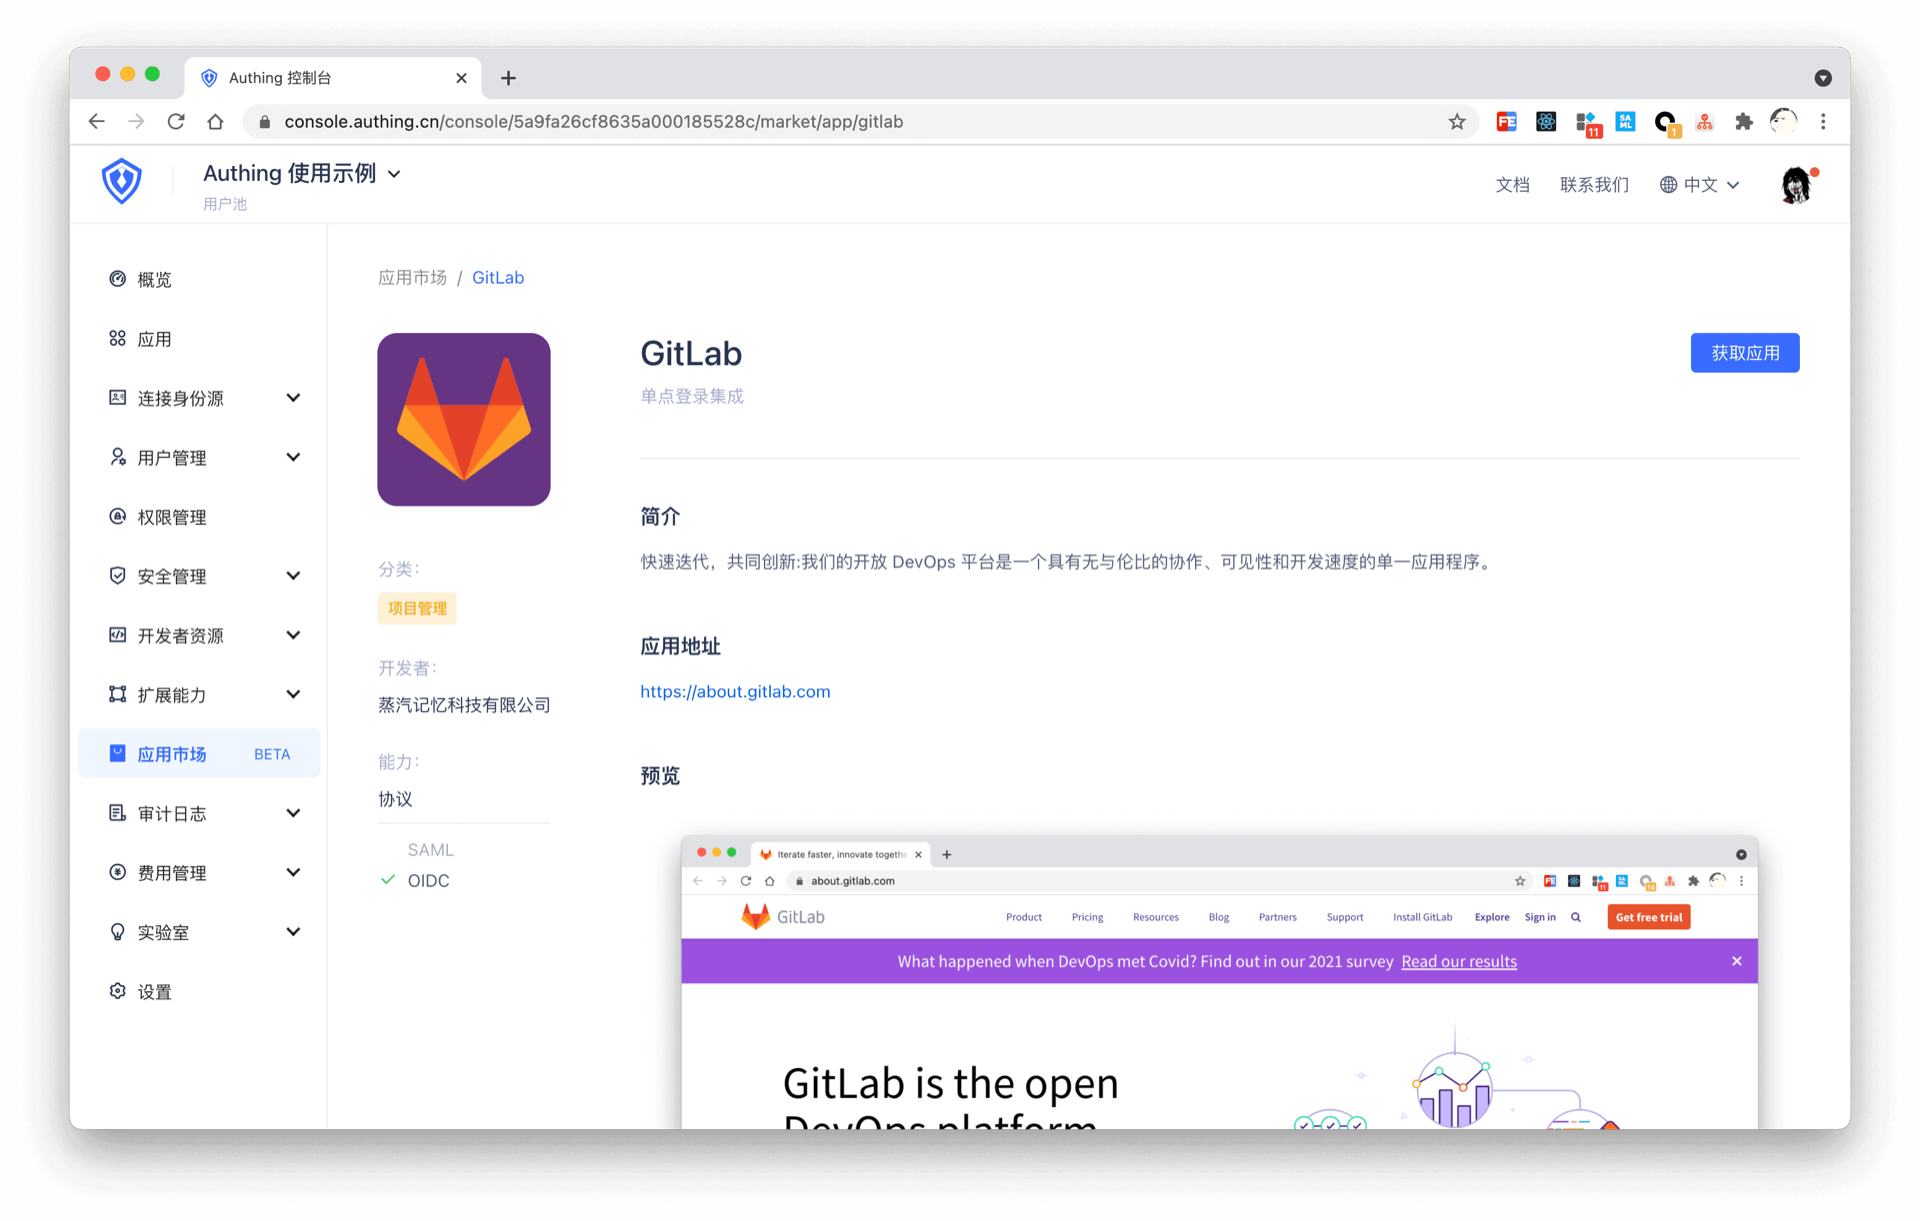 Authing 控制台
console.authing.cn/console/5a9fa26cf8635a000185528c/market/app/gitlab
FE
11
SA
ML
1
Authing 使用示例
用户池
文档
联系我们
中文
概览
应用
连接身份源
用户管理
权限管理
安全管理
开发者资源
扩展能力
应用市场 BETA
审计日志
费用管理
实验室
设置
应用市场 / GitLab
分类：
项目管理
开发者：
蒸汽记忆科技有限公司
能力：
协议
SAML
OIDC
GitLab
获取应用
单点登录集成
简介
快速迭代，共同创新:我们的开放 DevOps 平台是一个具有无与伦比的协作、可见性和开发速度的单一应用程序。
应用地址
https://about.gitlab.com
预览
Iterate faster, innovate togethe
about.gitlab.com
FE
11
GitLab
Product Pricing Resources Blog Partners Support Install GitLab Explore Sign in Get free trial
What happened when DevOps met Covid? Find out in our 2021 survey Read our results
GitLab is the open
DevOps platform